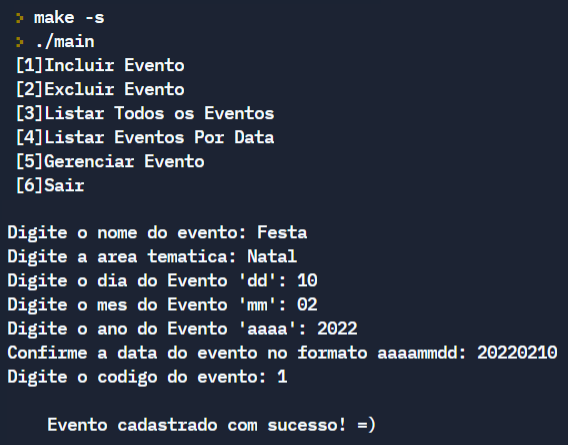 > make -s
> ./main
[1]Incluir Evento
[2]Excluir Evento
[3]Listar Todos os Eventos
[4]Listar Eventos Por Data
[5]Gerenciar Evento
[6]Sair
Digite o nome do evento: Festa
Digite a area tematica: Natal
Digite o dia do Evento 'dd': 10
Digite o mes do Evento 'mm': 02
Digite o ano do Evento 'aaaa': 2022
Confirme a data do evento no formato aaaammdd: 20220210
Digite o codigo do evento: 1
Evento cadastrado com sucesso! =)